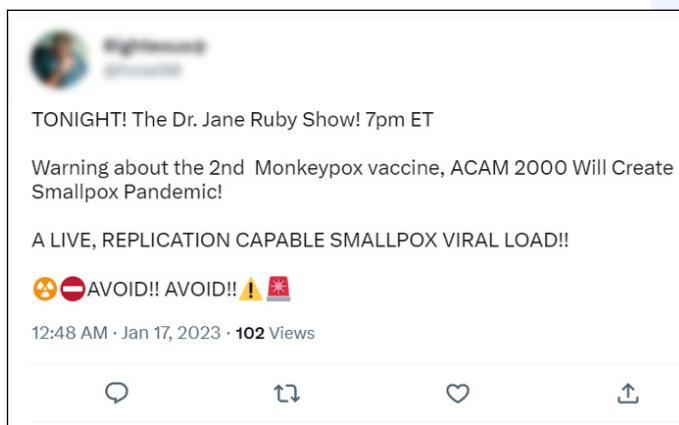 TONIGHT! The Dr. Jane Ruby Show! 7pm ET
Warning about the 2nd Monkeypox vaccine, ACAM 2000 Will Create
Smallpox Pandemic!
A LIVE, REPLICATION CAPABLE SMALLPOX VIRAL LOAD!!
☢️⛔AVOID!! AVOID!!⚠️🚨
12:48 AM · Jan 17, 2023 · 102 Views